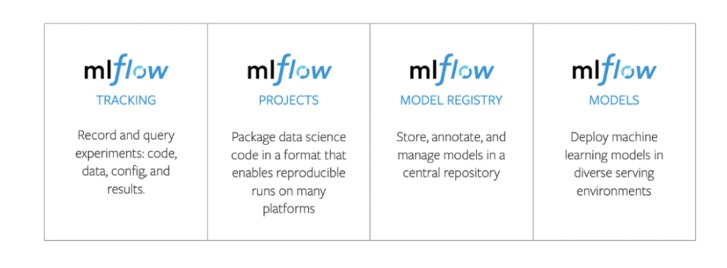 mlflow
TRACKING
Record and query
experiments: code,
data, config, and
results.
mlflow
PROJECTS
Package data science
code in a format that
enables reproducible
runs on many
platforms
mlflow
MODEL REGISTRY
Store, annotate, and
manage models in a
central repository
mlflow
MODELS
Deploy machine
learning models in
diverse serving
environments